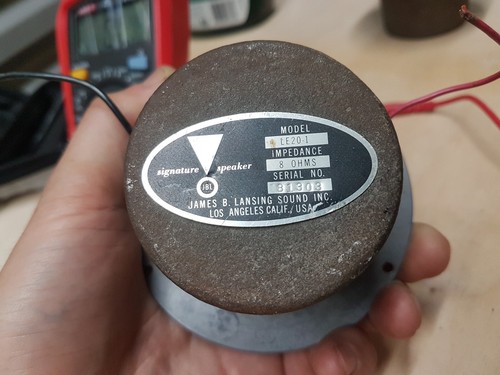 MODEL
LE20-1
IMPEDANCE
8 OHMS
SERIAL NO.
31303
signature speaker
JBL
JAMES B. LANSING SOUND INC.
LOS ANGELES CALIF., USA